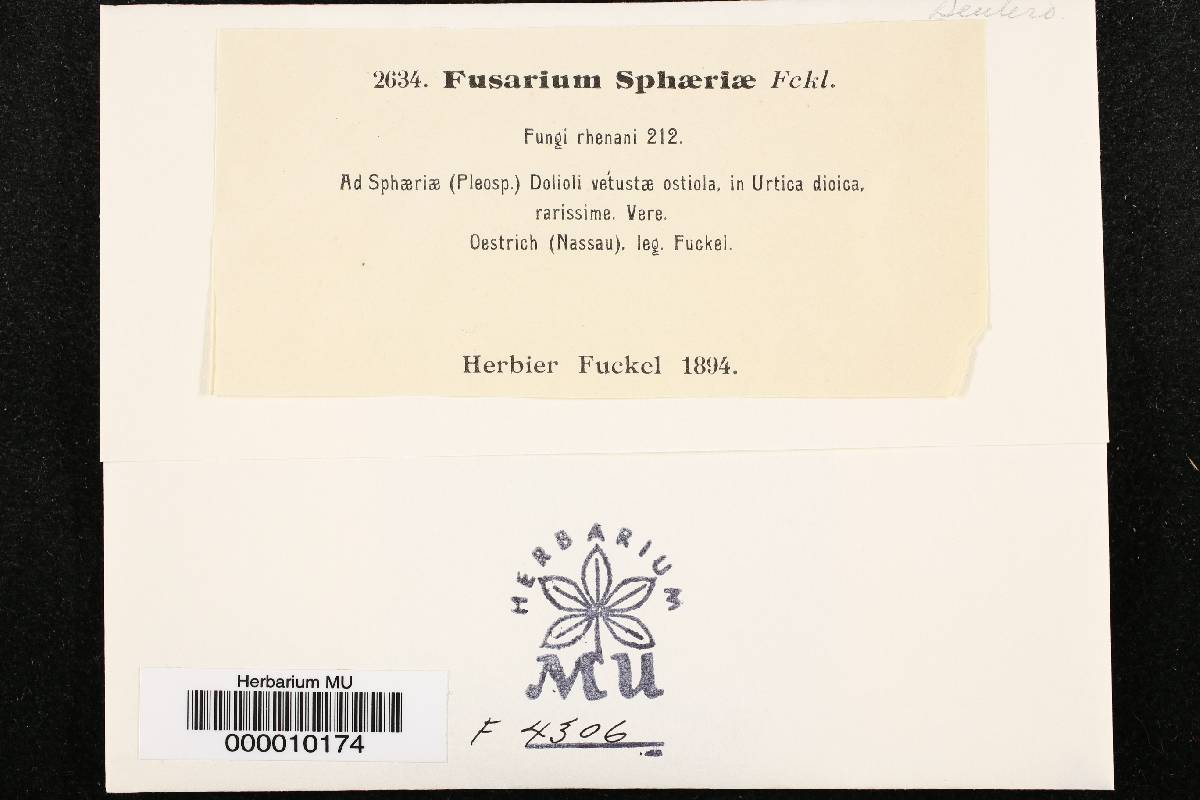 Deutero.
2634. Fusarium Sphæriæ Fckl.
Fungi rhenani 212.
Ad Sphæriæ (Pleosp.) Dolioli vetustæ ostiola, in Urtica dioica,
rarissime. Vere.
Oestrich (Nassau), leg. Fuckel.
Herbier Fuckel 1894.
HERBARIUM
MU
Herbarium MU
000010174
F 4306